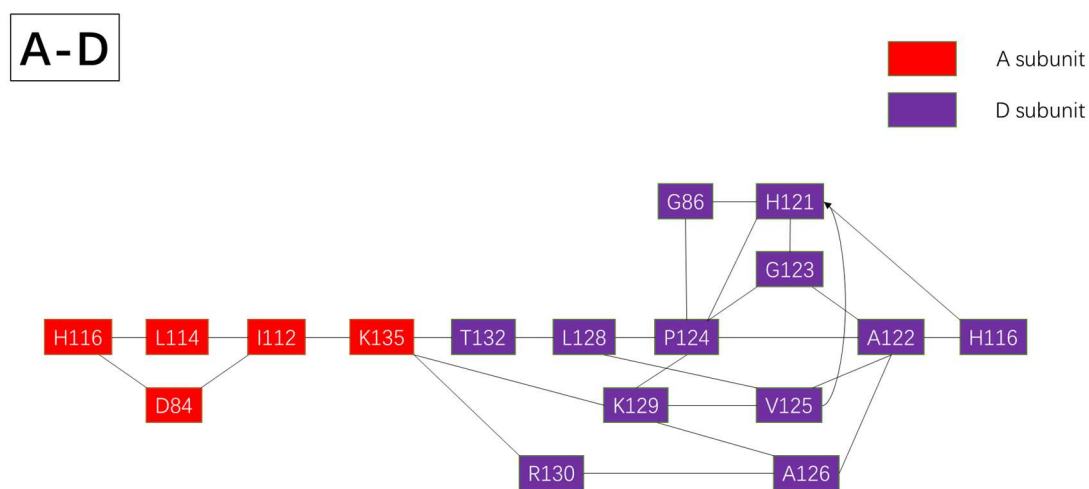 A-D
A subunit
D subunit
G86 H121
G123
H116 L114 I112 K135 T132 L128 P124 A122 H116
D84 K129 V125
R130 A126